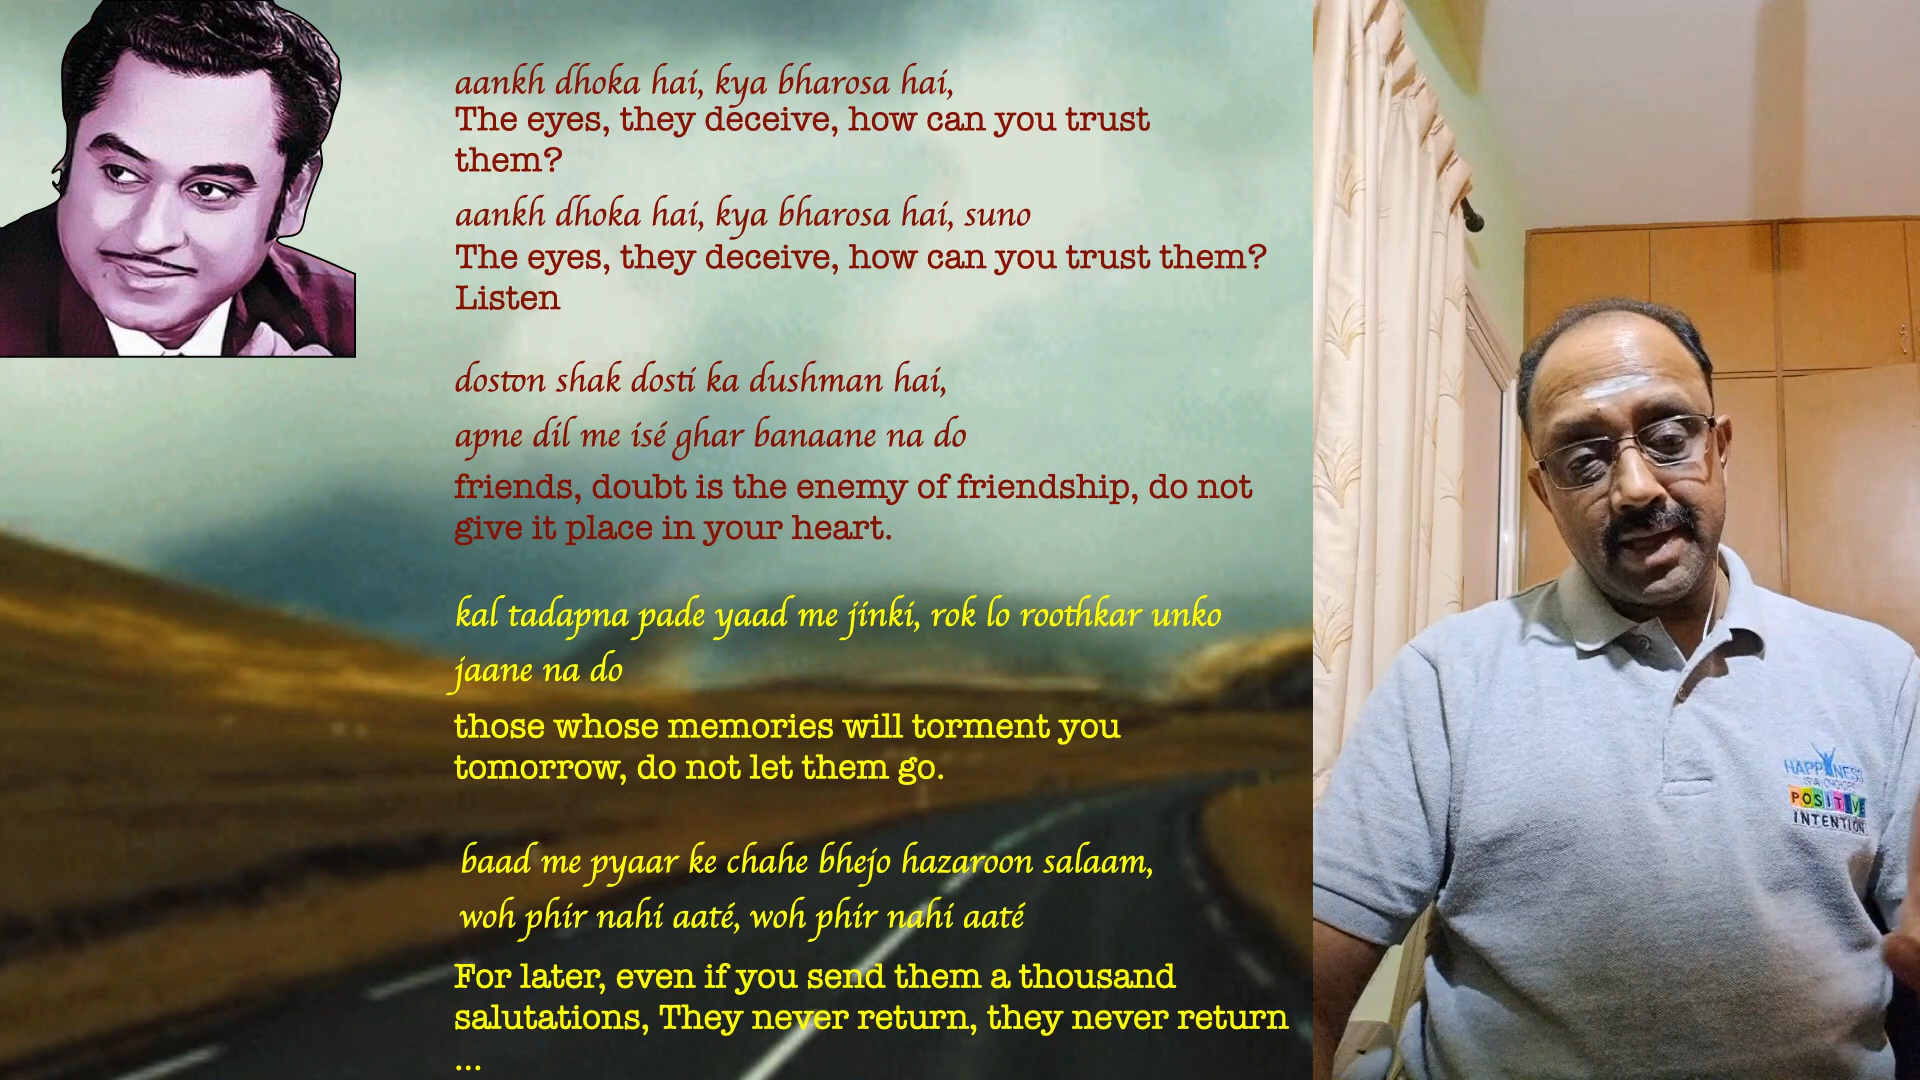 aankh dhoka hai, kya bharosa hai,
The eyes, they deceive, how can you trust
them?
aankh dhoka hai, kya bharosa hai, suno
The eyes, they deceive, how can you trust them?
Listen
doston shak dosti ka dushman hai,
apne dil me isé ghar banaane na do
friends, doubt is the enemy of friendship, do not
give it place in your heart.
kal tadapna pade yaad me jinki, rok lo roothkar unko
jaane na do
those whose memories will torment you
tomorrow, do not let them go.
baad me pyaar ke chahe bhejo hazaroon salaam,
woh phir nahi aaté, woh phir nahi aaté
For later, even if you send them a thousand
salutations, They never return, they never return
...
HAPPYNESS
IS A CHOICE
POSITIVE
INTENTION